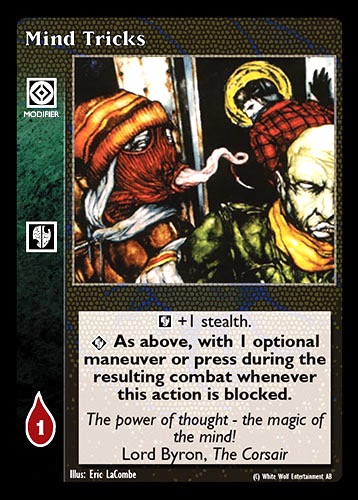 Mind Tricks
MODIFIER
+1 stealth.
As above, with 1 optional
maneuver or press during the
resulting combat whenever
this action is blocked.
The power of thought - the magic of
the mind!
Lord Byron, The Corsair
1
Illus: Eric LaCombe
(C) White Wolf Entertainment AB